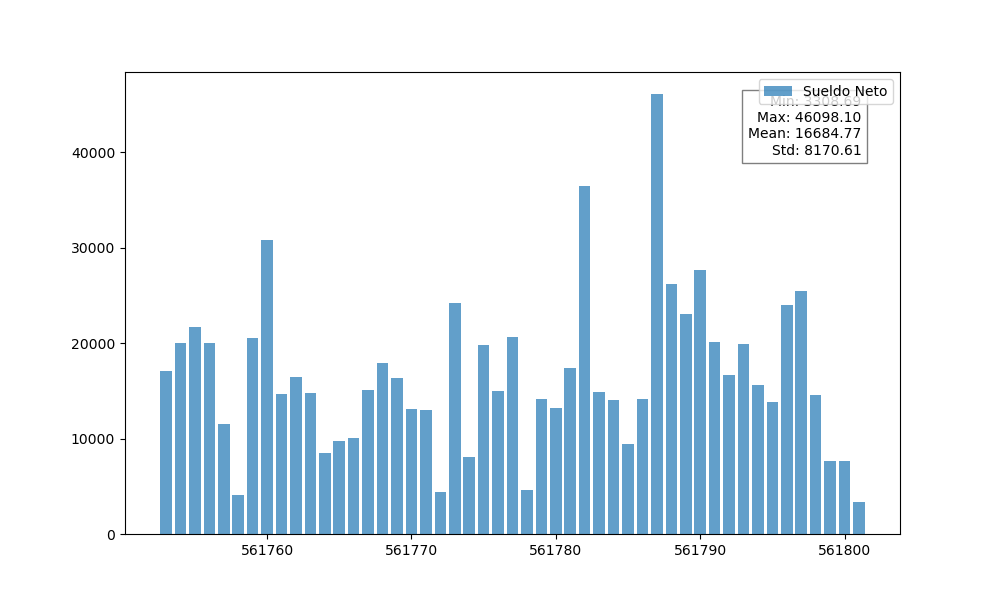 Sueldo Neto
Min: 3308.69
Max: 46098.10
Mean: 16684.77
Std: 8170.61
40000
30000
20000
10000
0
561760 561770 561780 561790 561800